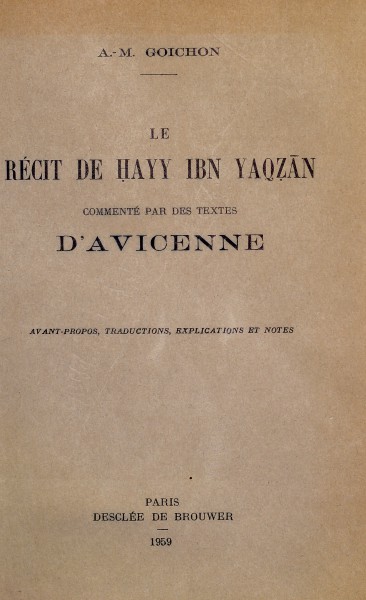 A.-M. GOICHON
LE
RÉCIT DE ḤAYY IBN YAQẒĀN
COMMENTÉ PAR DES TEXTES
D'AVICENNE
AVANT-PROPOS, TRADUCTIONS, EXPLICATIONS ET NOTES
PARIS
DESCLÉE DE BROUWER
1959